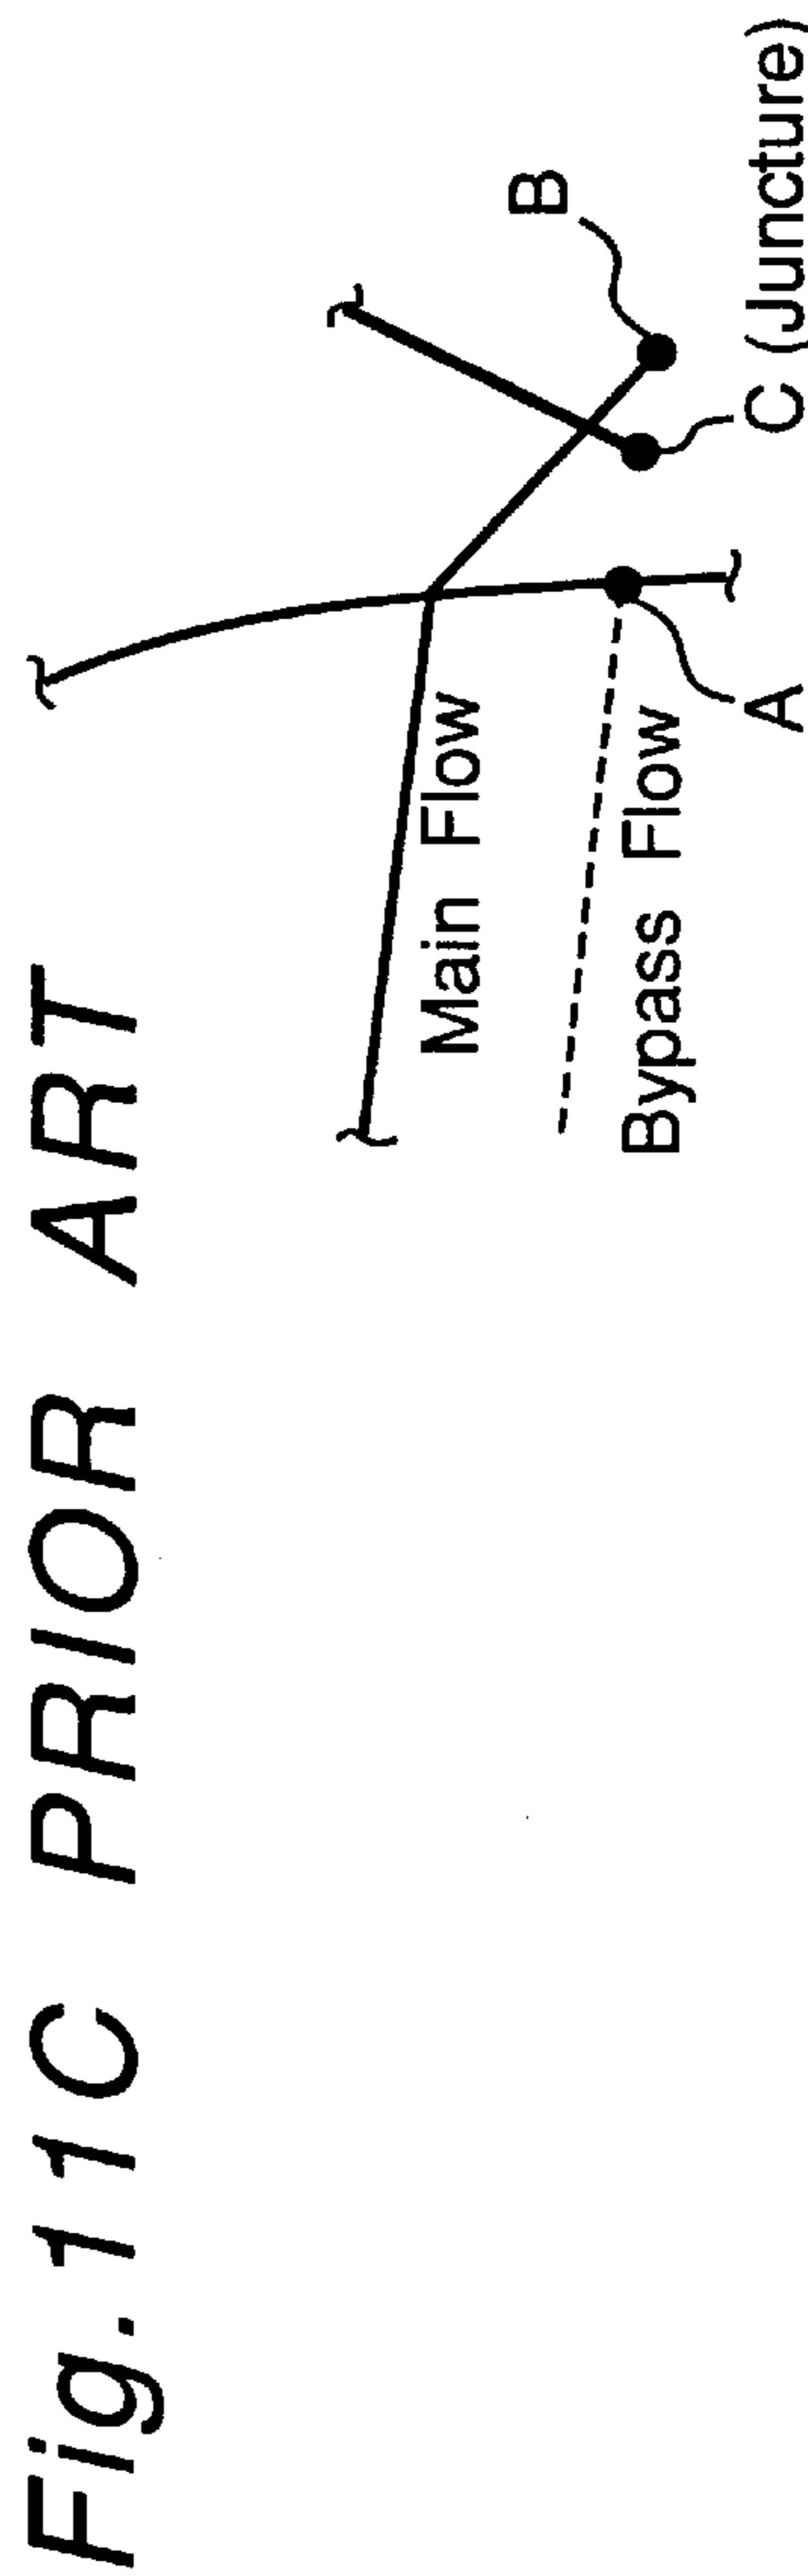 Fig.11C PRIOR ART
Main Flow
B
Bypass Flow
A
C (Juncture)